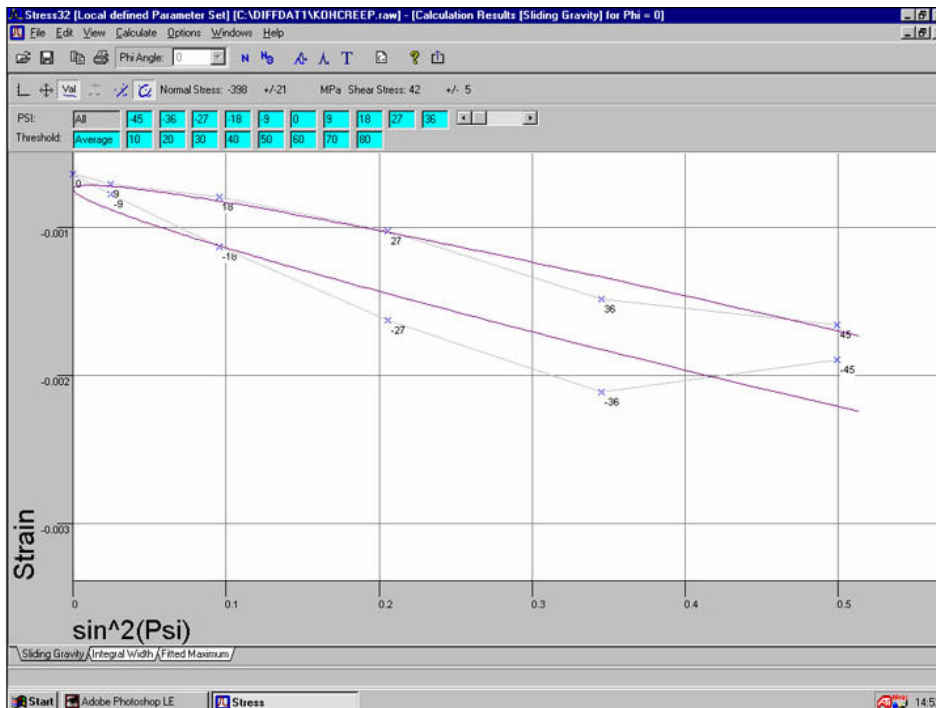 Stress32 [Local defined Parameter Set] [C:\DIFFDAT1\KOHCREEP.raw] - [Calculation Results [Sliding Gravity] for Phi = 0]
File Edit View Calculate Options Windows Help
Phi Angle: 0 N T
Val Normal Stress: -398 +/-21 MPa Shear Stress: 42 +/- 5
PSI: All -45 -36 -27 -18 -9 0 9 18 27 36
Threshold: Average 10 20 30 40 50 60 70 80
0
9
-9
18
-18
27
-27
36
-36
45
-45
-0.001
-0.002
-0.003
Strain
0 0.1 0.2 0.3 0.4 0.5
sin^2(Psi)
Sliding Gravity Integral Width Fitted Maximum
Start Adobe Photoshop LE Stress